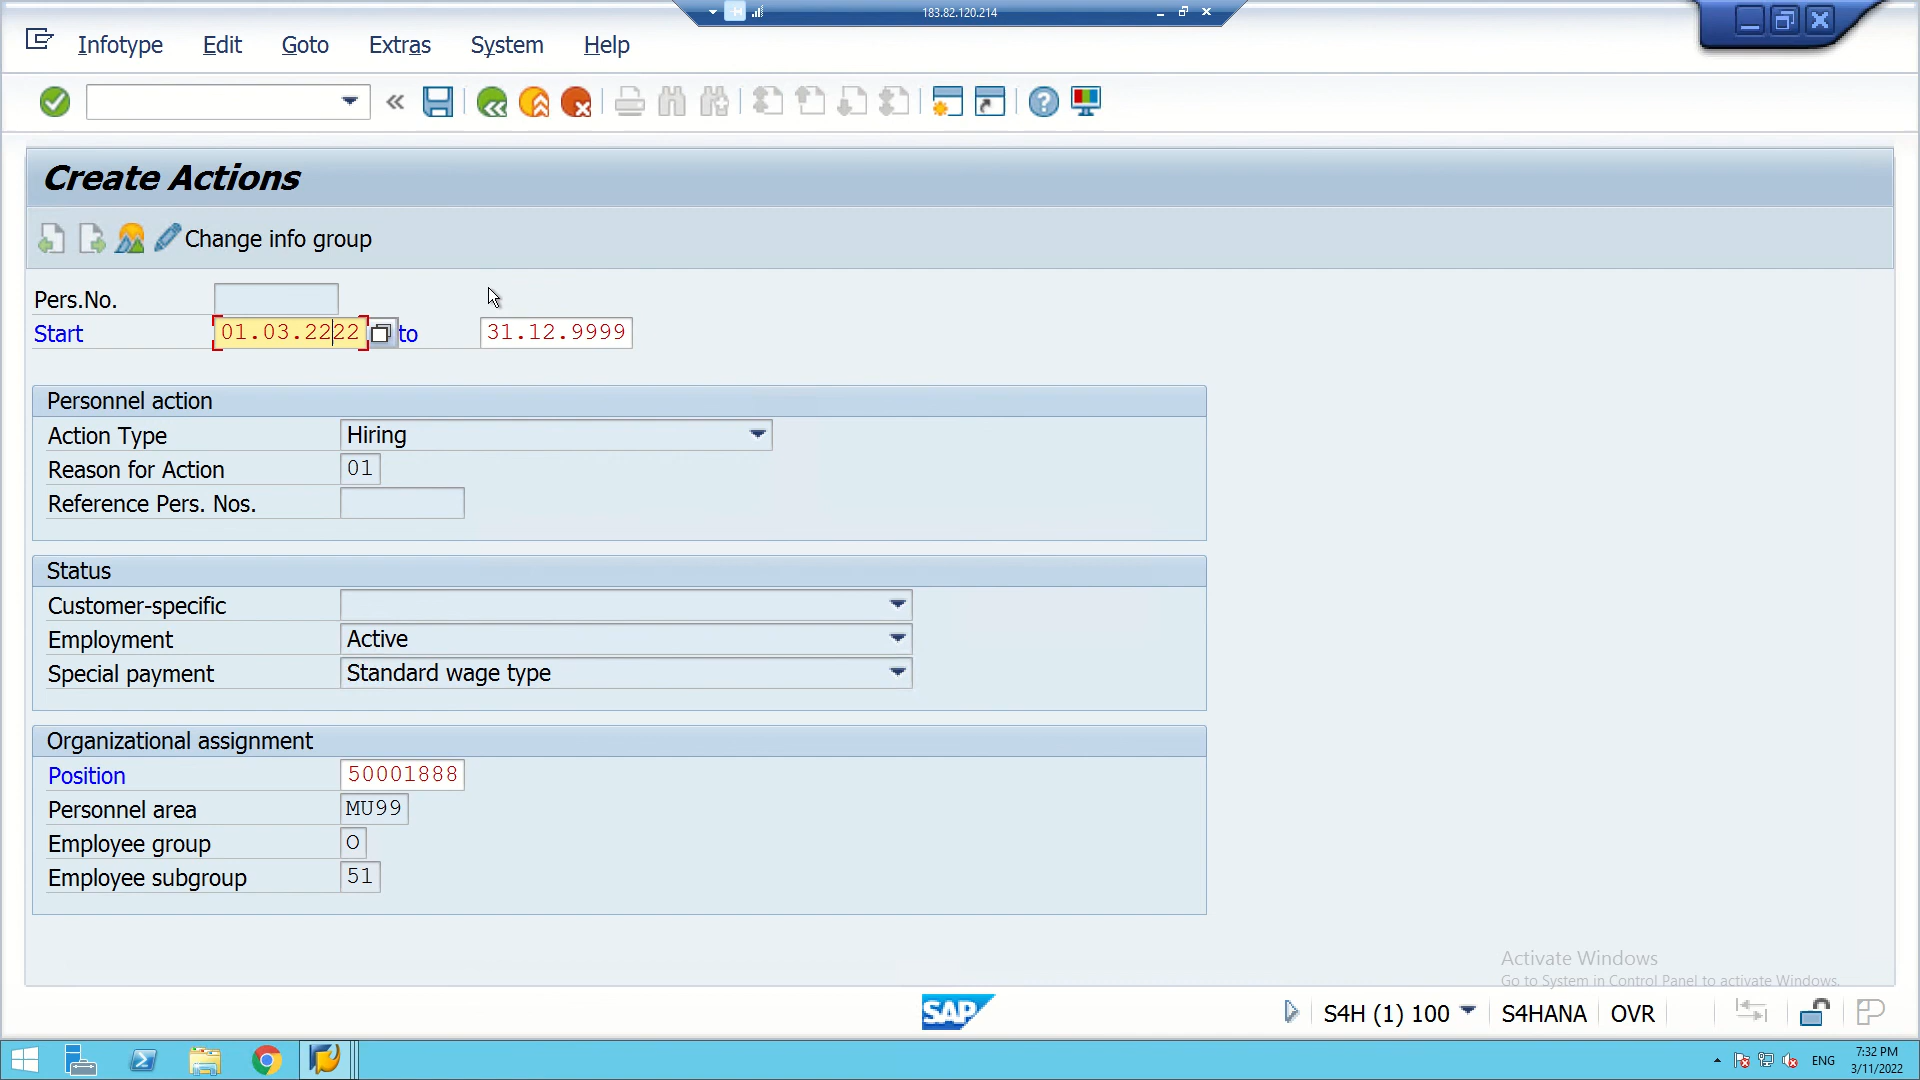 183.82.120.214
Infotype Edit Goto Extras System Help
Create Actions
Change info group
Pers.No.
Start 01.03.2222 to 31.12.9999
Personnel action
Action Type Hiring
Reason for Action 01
Reference Pers. Nos.
Status
Customer-specific
Employment Active
Special payment Standard wage type
Organizational assignment
Position 50001888
Personnel area MU99
Employee group O
Employee subgroup 51
Activate Windows
Go to System in Control Panel to activate Windows.
SAP S4H (1) 100 S4HANA OVR
ENG 7:32 PM
3/11/2022